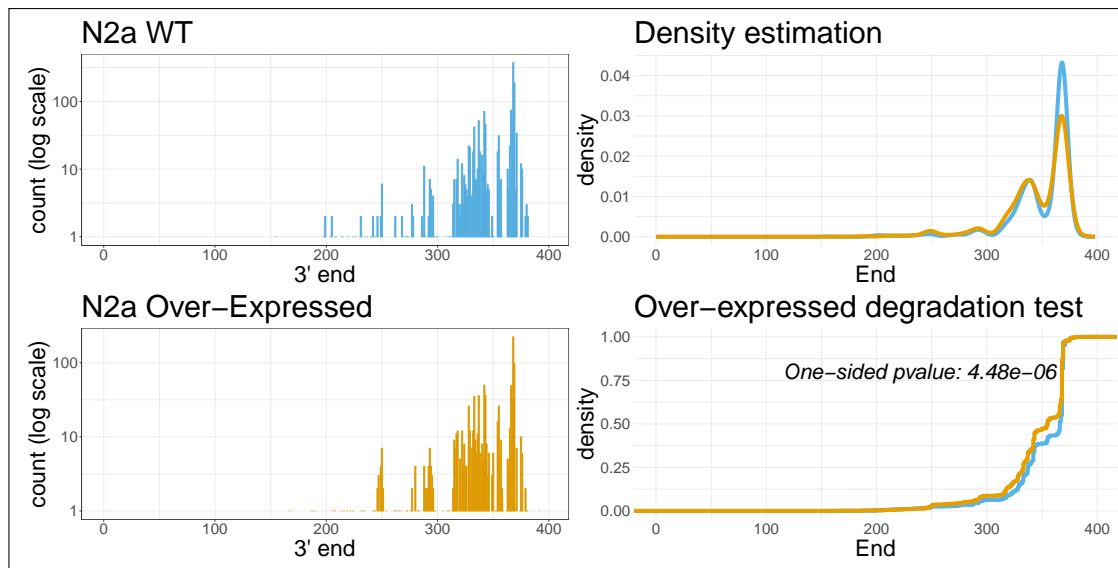 N2a WT
count (log scale)
100
10
1
0
100
200
300
400
3' end
Density estimation
density
0.04
0.03
0.02
0.01
0.00
0
100
200
300
400
End
N2a Over−Expressed
count (log scale)
100
10
1
0
100
200
300
400
3' end
Over−expressed degradation test
density
1.00
0.75
0.50
0.25
0.00
One−sided pvalue: 4.48e−06
0
100
200
300
400
End